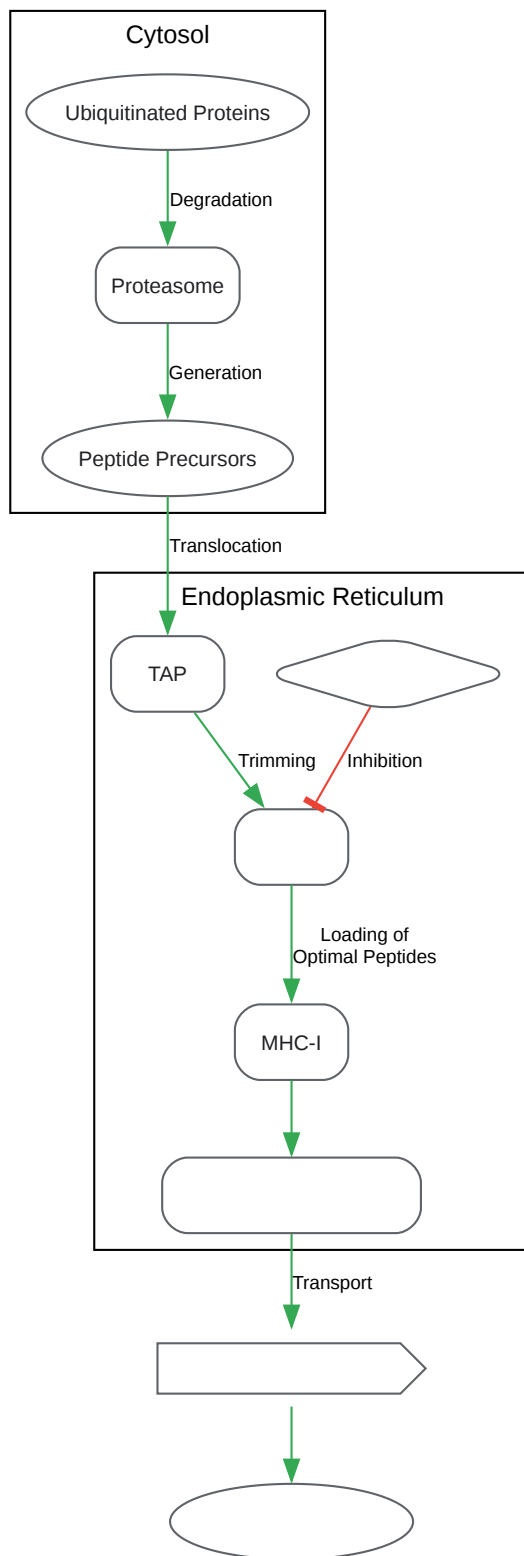 Cytosol
Ubiquitinated Proteins
Degradation
Proteasome
Generation
Peptide Precursors
Translocation
Endoplasmic Reticulum
TAP
Trimming
Inhibition
Loading of
Optimal Peptides
MHC-I
Transport